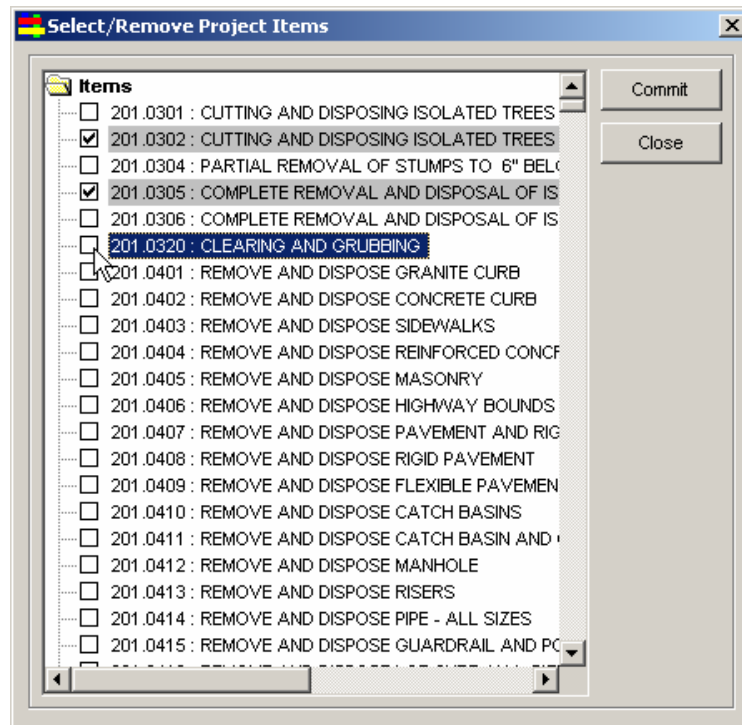 Select/Remove Project Items
Items
201.0301 : CUTTING AND DISPOSING ISOLATED TREES
201.0302 : CUTTING AND DISPOSING ISOLATED TREES
201.0304 : PARTIAL REMOVAL OF STUMPS TO 6" BEL
201.0305 : COMPLETE REMOVAL AND DISPOSAL OF IS
201.0306 : COMPLETE REMOVAL AND DISPOSAL OF IS
201.0320 : CLEARING AND GRUBBING
201.0401 : REMOVE AND DISPOSE GRANITE CURB
201.0402 : REMOVE AND DISPOSE CONCRETE CURB
201.0403 : REMOVE AND DISPOSE SIDEWALKS
201.0404 : REMOVE AND DISPOSE REINFORCED CONCR
201.0405 : REMOVE AND DISPOSE MASONRY
201.0406 : REMOVE AND DISPOSE HIGHWAY BOUNDS
201.0407 : REMOVE AND DISPOSE PAVEMENT AND RIG
201.0408 : REMOVE AND DISPOSE RIGID PAVEMENT
201.0409 : REMOVE AND DISPOSE FLEXIBLE PAVEMEN
201.0410 : REMOVE AND DISPOSE CATCH BASINS
201.0411 : REMOVE AND DISPOSE CATCH BASIN AND
201.0412 : REMOVE AND DISPOSE MANHOLE
201.0413 : REMOVE AND DISPOSE RISERS
201.0414 : REMOVE AND DISPOSE PIPE - ALL SIZES
201.0415 : REMOVE AND DISPOSE GUARDRAIL AND PO
Commit
Close